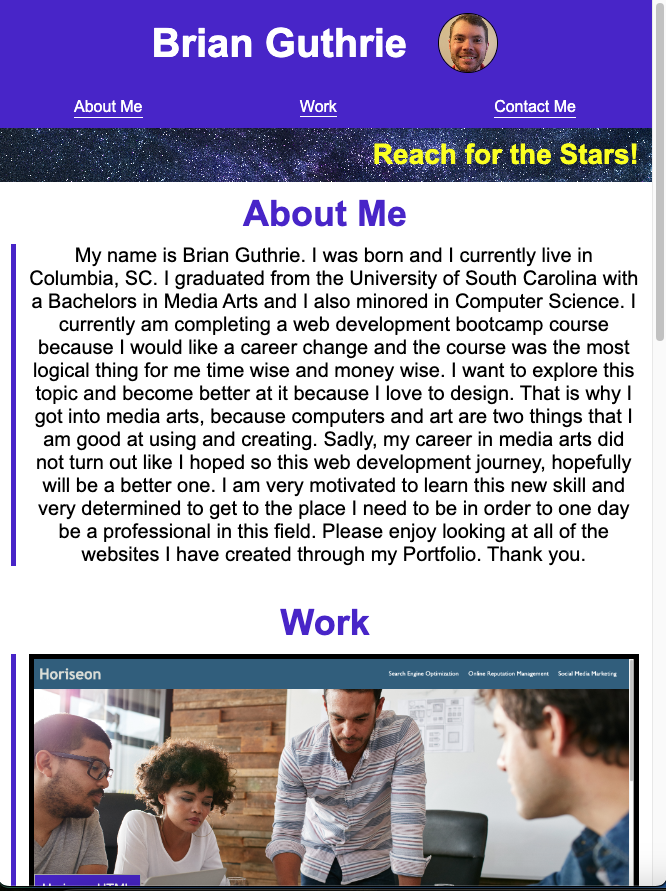 Brian Guthrie
About Me Work Contact Me
Reach for the Stars!
About Me
My name is Brian Guthrie. I was born and I currently live in
Columbia, SC. I graduated from the University of South Carolina with
a Bachelors in Media Arts and I also minored in Computer Science. I
currently am completing a web development bootcamp course
because I would like a career change and the course was the most
logical thing for me time wise and money wise. I want to explore this
topic and become better at it because I love to design. That is why I
got into media arts, because computers and art are two things that I
am good at using and creating. Sadly, my career in media arts did
not turn out like I hoped so this web development journey, hopefully
will be a better one. I am very motivated to learn this new skill and
very determined to get to the place I need to be in order to one day
be a professional in this field. Please enjoy looking at all of the
websites I have created through my Portfolio. Thank you.
Work
Horiseon Search Engine Optimization Online Reputation Management Social Media Marketing